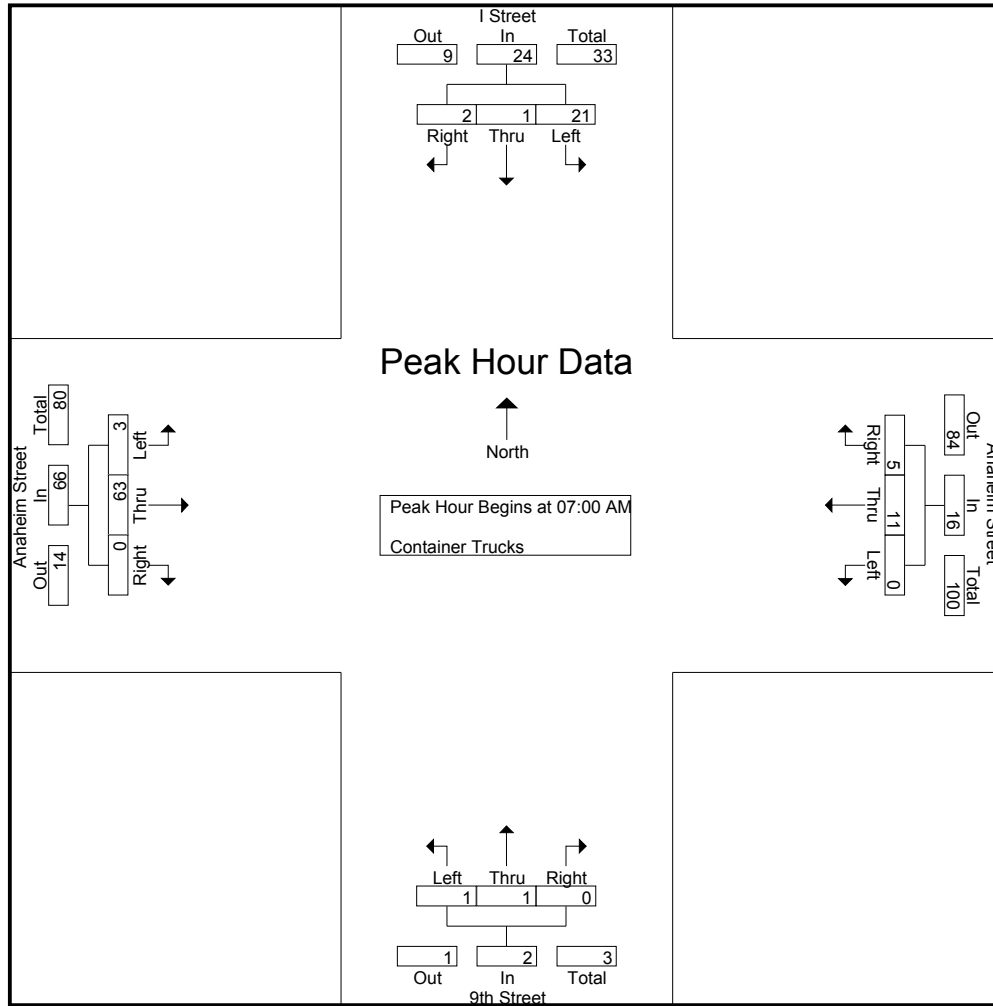 I Street
Out In Total
9 24 33
2 1 21
Right Thru Left
Peak Hour Data
North
Peak Hour Begins at 07:00 AM
Container Trucks
Anaheim Street
Out In Total
14 66 80
Right Thru Left
0 63 3
Anaheim Street
Out In Total
84 16 100
Right Thru Left
5 11 0
Left Thru Right
1 1 0
1 2 3
Out In Total
9th Street